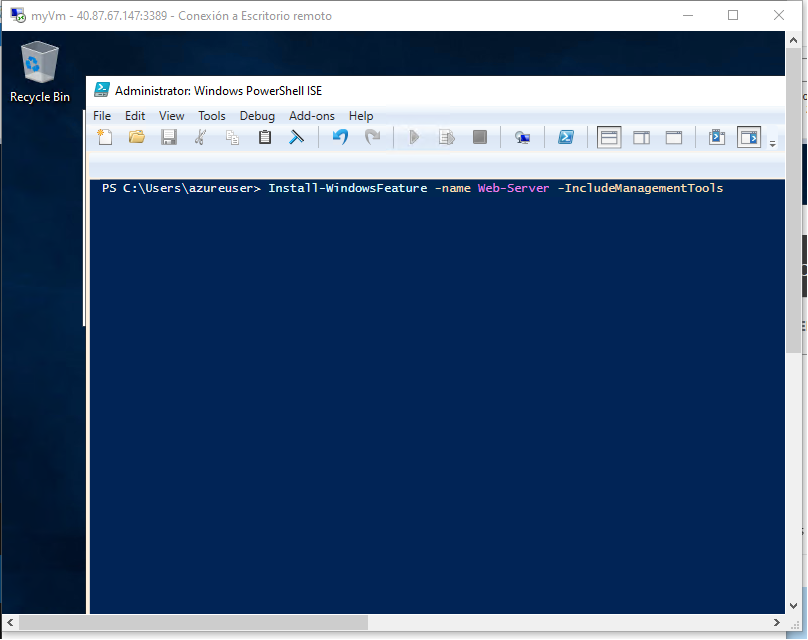 myVm - 40.87.67.147:3389 - Conexión a Escritorio remoto
Recycle Bin
Administrator: Windows PowerShell ISE
File Edit View Tools Debug Add-ons Help
PS C:\Users\azureuser> Install-WindowsFeature -name Web-Server -IncludeManagementTools